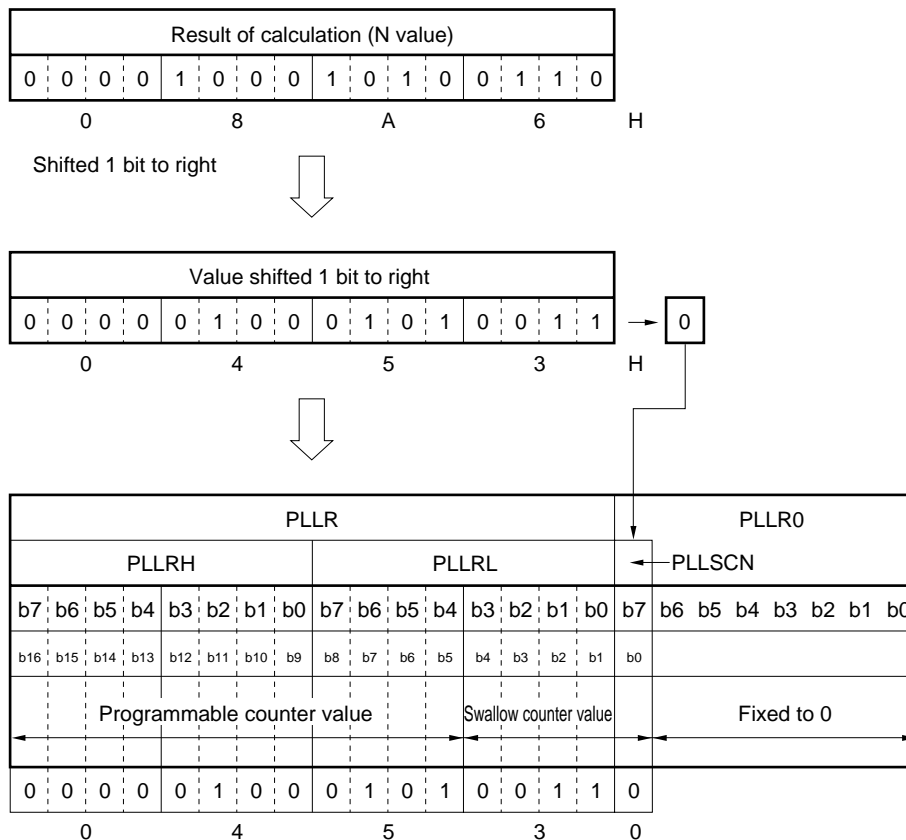 Result of calculation (N value)
0 0 0 0 1 0 0 0 1 0 1 0 0 1 1 0
0 8 A 6 H
Shifted 1 bit to right
Value shifted 1 bit to right
0 0 0 0 0 1 0 0 0 1 0 1 0 0 1 1 0
0 4 5 3 H
PLLR PLLR0
PLLRH PLLRL PLLSCN
b7 b6 b5 b4 b3 b2 b1 b0 b7 b6 b5 b4 b3 b2 b1 b0 b7 b6 b5 b4 b3 b2 b1 b0
b16 b15 b14 b13 b12 b11 b10 b9 b8 b7 b6 b5 b4 b3 b2 b1 b0
Programmable counter value Swallow counter value Fixed to 0
0 0 0 0 0 1 0 0 0 1 0 1 0 0 1 1 0
0 4 5 3 0